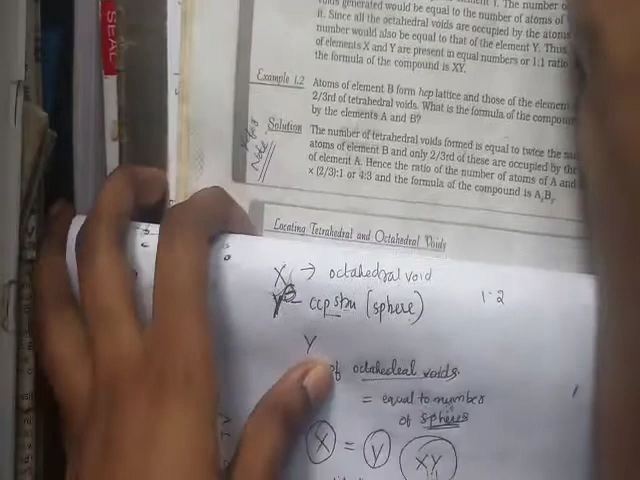 SEAL
voids generated would be equal to the number of atoms of
it. Since all the octahedral voids are occupied by the atoms
number would also be equal to that of the element Y. Thus
of elements X and Y are present in equal numbers or 1:1 ratio
the formula of the compound is XY.
Example 1.2
Atoms of element B form hcp lattice and those of the element
2/3rd of tetrahedral voids. What is the formula of the compoun
by the elements A and B?
Solution
The number of tetrahedral voids formed is equal to twice the
atoms of element B and only 2/3rd of these are occupied by the
of element A. Hence the ratio of the number of atoms of A and
× (2/3):1 or 4:3 and the formula of the compound is
Note
Locating Tetrahedral and Octahedral Voids
X → octahedral void
ccp (sphere)
1:2
Y
of octahedral voids.
= equal to number
of spheres
X = Y XY